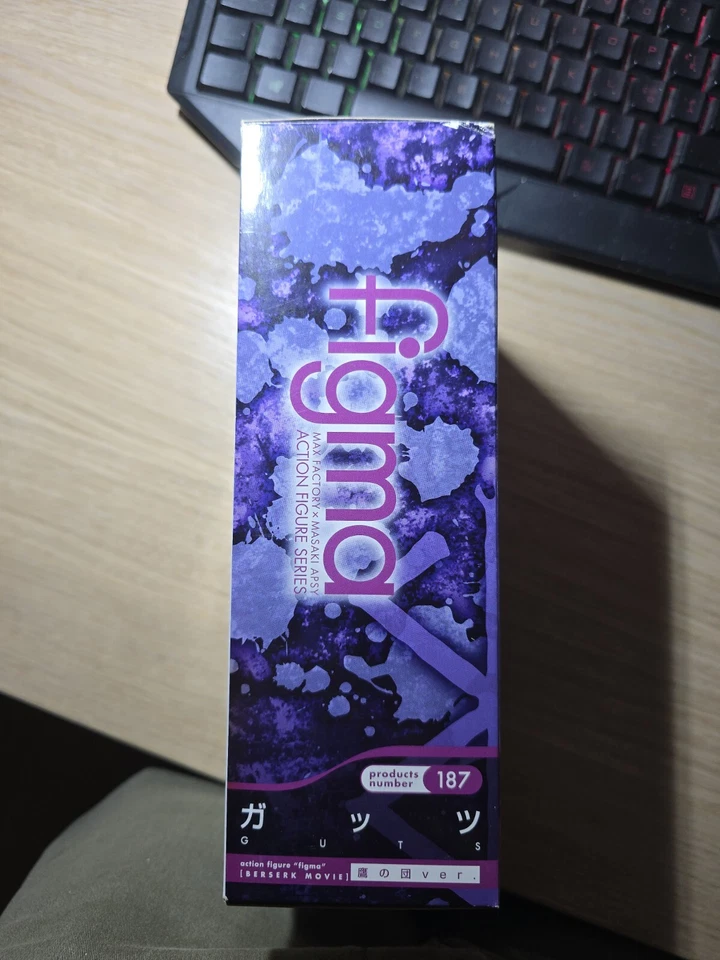 figma
MAX FACTORY × MASAKI APSY
ACTION FIGURE SERIES
products
number
187
ガッツ
GUTS
action figure "figma"
[BERSERK MOVIE] 鷹の団ver.